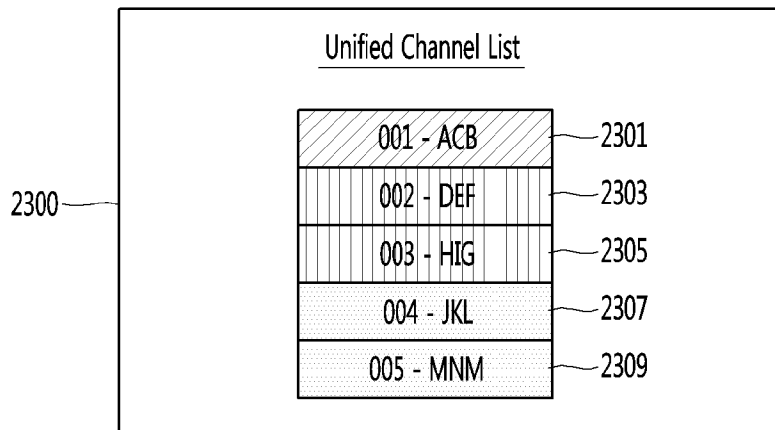 Unified Channel List
001 - ACB 2301
002 - DEF 2303
2300
003 - HIG 2305
004 - JKL 2307
005 - MNM 2309